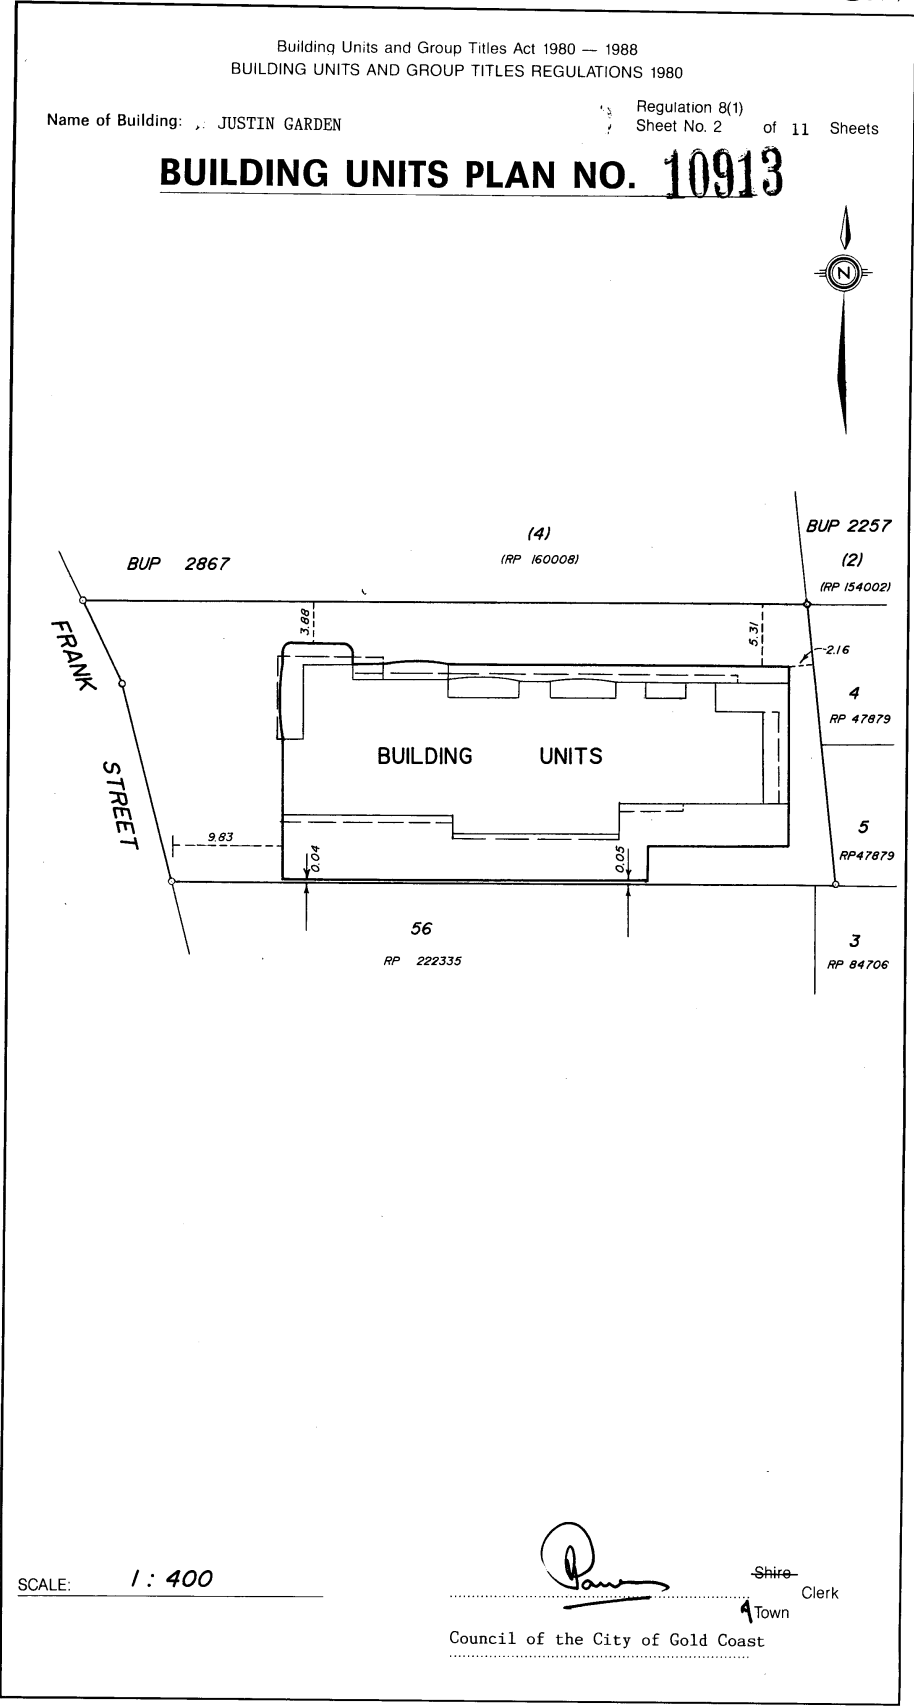 Building Units and Group Titles Act 1980 — 1988
BUILDING UNITS AND GROUP TITLES REGULATIONS 1980
Name of Building: JUSTIN GARDEN
Regulation 8(1)
Sheet No. 2 of 11 Sheets
BUILDING UNITS PLAN NO. 10913
N
BUP 2867
(4)
(RP 160008)
BUP 2257
(2)
(RP 154002)
FRANK STREET
3.88
5.31
2.16
4
RP 47879
BUILDING UNITS
9.83
0.04
0.05
5
RP47879
56
RP 222335
3
RP 84706
SCALE: 1 : 400
Shire
Clerk
Town
Council of the City of Gold Coast